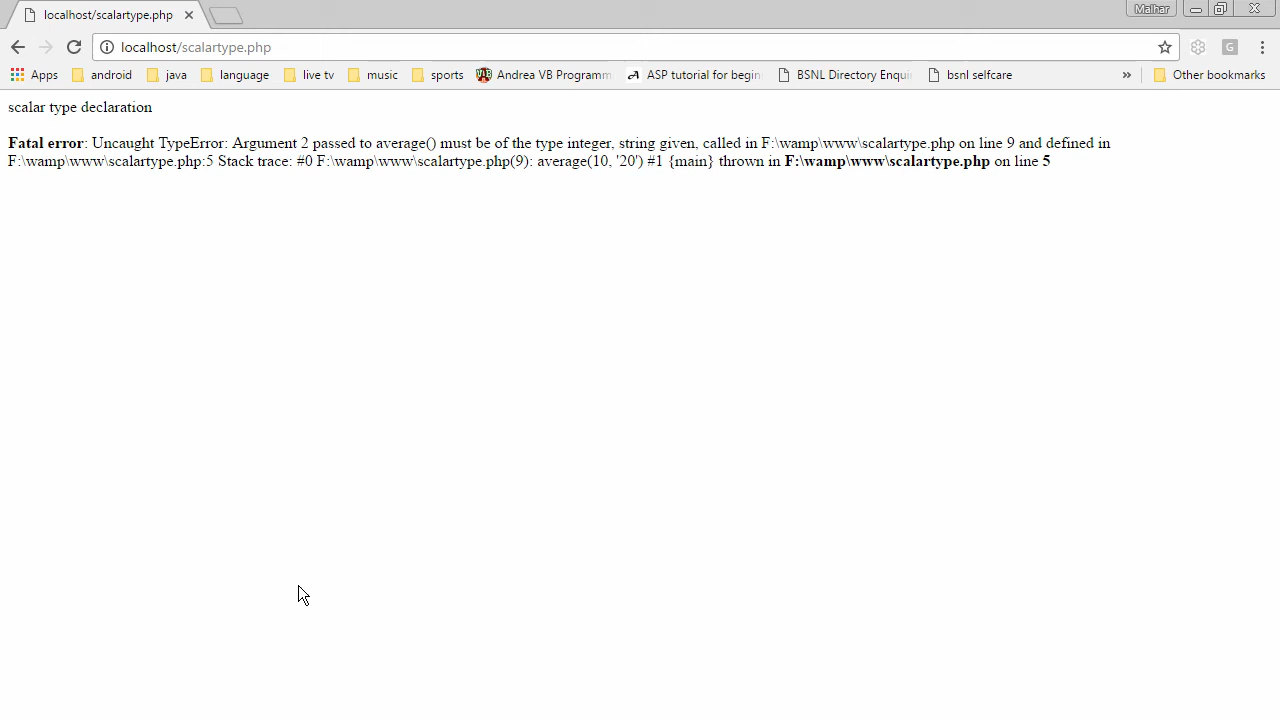 localhost/scalartype.php
Malhar
localhost/scalartype.php
G
Apps android java language live tv music sports Andrea VB Programm ASP tutorial for begin BSNL Directory Enqui bsnl selfcare » Other bookmarks
scalar type declaration
Fatal error: Uncaught TypeError: Argument 2 passed to average() must be of the type integer, string given, called in F:\wamp\www\scalartype.php on line 9 and defined in
F:\wamp\www\scalartype.php:5 Stack trace: #0 F:\wamp\www\scalartype.php(9): average(10, '20') #1 {main} thrown in F:\wamp\www\scalartype.php on line 5